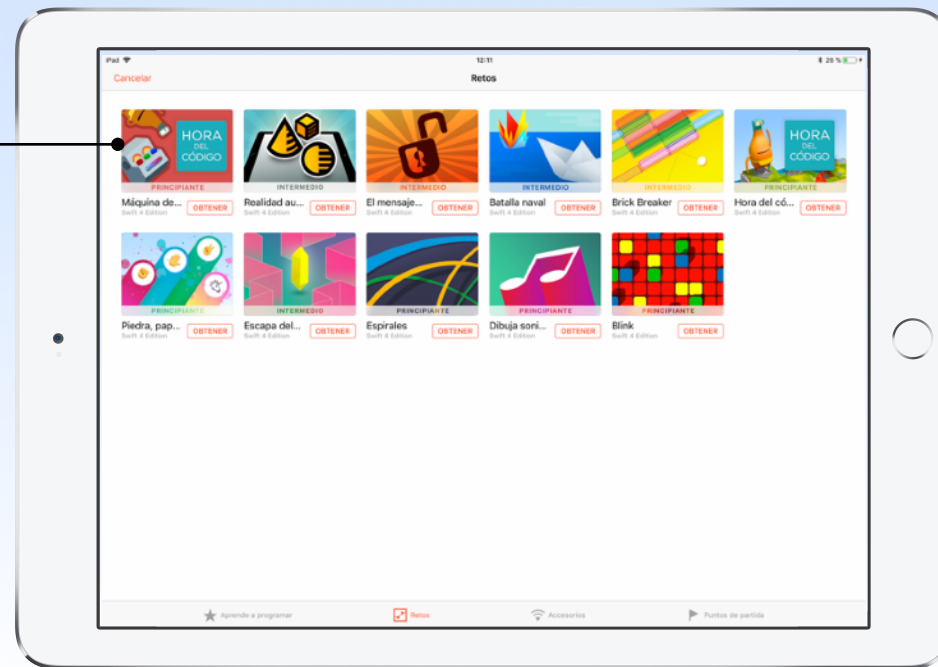 iPad
12:11
28 %
Cancelar
Retos
HORA
DEL
CÓDIGO
HORA
DEL
CÓDIGO
PRINCIPIANTE
INTERMEDIO
INTERMEDIO
INTERMEDIO
INTERMEDIO
PRINCIPIANTE
Máquina de...
Swift 4 Edition
OBTENER
Realidad au...
Swift 4 Edition
OBTENER
El mensaje...
Swift 4 Edition
OBTENER
Batalla naval
Swift 4 Edition
OBTENER
Brick Breaker
Swift 4 Edition
OBTENER
Hora del có...
Swift 4 Edition
OBTENER
PRINCIPIANTE
INTERMEDIO
PRINCIPIANTE
PRINCIPIANTE
PRINCIPIANTE
Piedra, pap...
Swift 4 Edition
OBTENER
Escapa del...
Swift 4 Edition
OBTENER
Espirales
Swift 4 Edition
OBTENER
Dibuja soni...
Swift 4 Edition
OBTENER
Blink
Swift 4 Edition
OBTENER
Aprende a programar
Retos
Accesorios
Puntos de partida